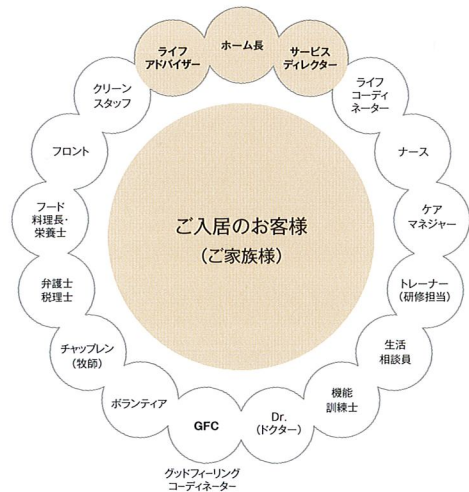 ホーム長
サービス
ディレクター
ライフ
コーディ
ネーター
ナース
ケア
マネジャー
トレーナー
(研修担当)
生活
相談員
機能
訓練士
Dr.
(ドクター)
GFC
グッドフィーリング
コーディネーター
ボランティア
チャップレン
(牧師)
弁護士
税理士
フード
料理長・
栄養士
フロント
クリーン
スタッフ
ライフ
アドバイザー
ご入居のお客様
(ご家族様)